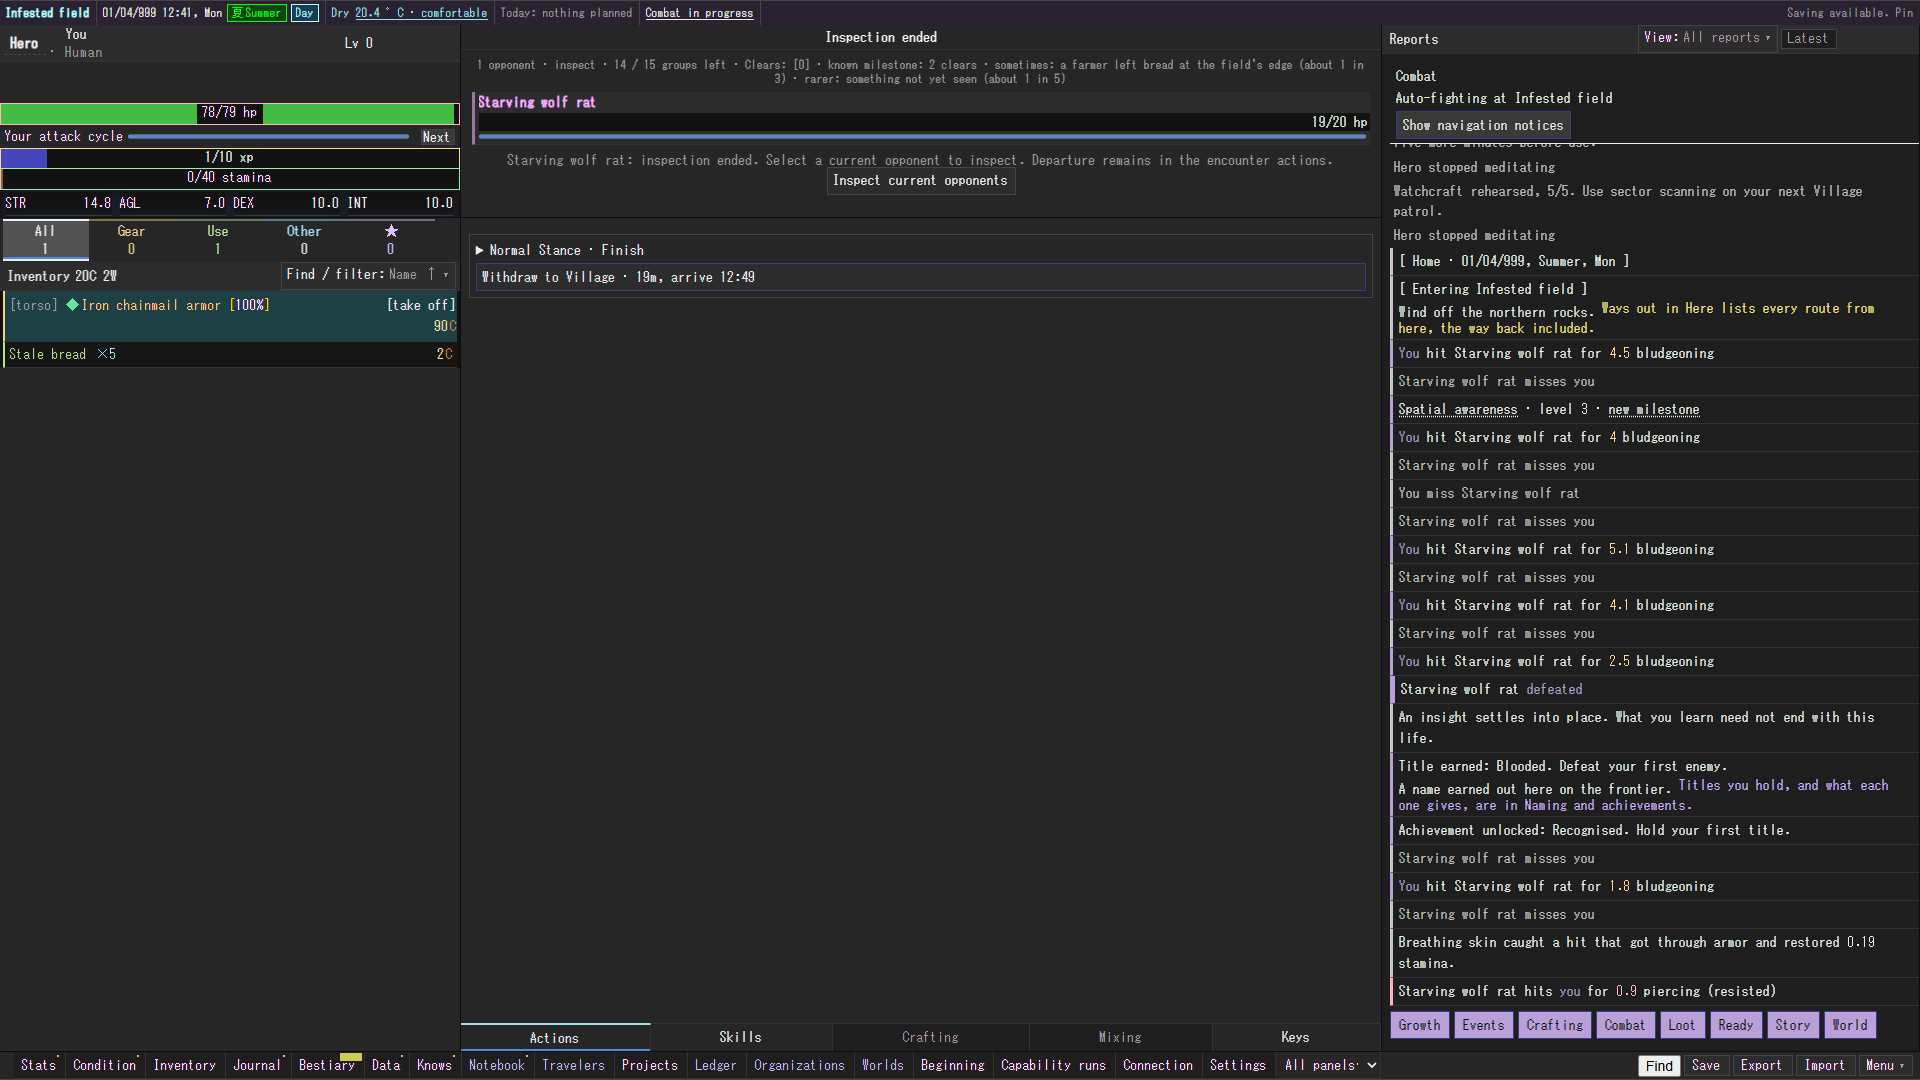 Infested field 01/04/999 12:41, Mon 夏Summer Day Dry 20.4°C · comfortable Today: nothing planned Combat in progress Saving available. Pin
Hero · You Human Lv 0
78/79 hp
Your attack cycle Next
1/10 xp
0/40 stamina
STR 14.8 AGL 7.0 DEX 10.0 INT 10.0
All 1 Gear 0 Use 1 Other 0 ★ 0
Inventory 20C 2W Find / filter: Name ↑ ▾
[torso] ◆Iron chainmail armor [100%] [take off]
90C
Stale bread ×5 2C
Inspection ended
1 opponent · inspect · 14 / 15 groups left · Clears: [0] · known milestone: 2 clears · sometimes: a farmer left bread at the field's edge (about 1 in
3) · rarer: something not yet seen (about 1 in 5)
Starving wolf rat
19/20 hp
Starving wolf rat: inspection ended. Select a current opponent to inspect. Departure remains in the encounter actions.
Inspect current opponents
▶ Normal Stance · Finish
Withdraw to Village · 19m, arrive 12:49
Reports View: All reports ▾ Latest
Combat
Auto-fighting at Infested field
Show navigation notices
Five more minutes before use.
Hero stopped meditating
Watchcraft rehearsed, 5/5. Use sector scanning on your next Village
patrol.
Hero stopped meditating
[ Home · 01/04/999, Summer, Mon ]
[ Entering Infested field ]
Wind off the northern rocks. Ways out in Here lists every route from
here, the way back included.
You hit Starving wolf rat for 4.5 bludgeoning
Starving wolf rat misses you
Spatial awareness · level 3 · new milestone
You hit Starving wolf rat for 4 bludgeoning
Starving wolf rat misses you
You miss Starving wolf rat
Starving wolf rat misses you
You hit Starving wolf rat for 5.1 bludgeoning
Starving wolf rat misses you
You hit Starving wolf rat for 4.1 bludgeoning
Starving wolf rat misses you
You hit Starving wolf rat for 2.5 bludgeoning
Starving wolf rat defeated
An insight settles into place. What you learn need not end with this
life.
Title earned: Blooded. Defeat your first enemy.
A name earned out here on the frontier. Titles you hold, and what each
one gives, are in Naming and achievements.
Achievement unlocked: Recognised. Hold your first title.
Starving wolf rat misses you
You hit Starving wolf rat for 1.8 bludgeoning
Starving wolf rat misses you
Breathing skin caught a hit that got through armor and restored 0.19
stamina.
Starving wolf rat hits you for 0.9 piercing (resisted)
Growth Events Crafting Combat Loot Ready Story World
Actions Skills Crafting Mixing Keys
Stats Condition Inventory Journal Bestiary Data Knows Notebook Travelers Projects Ledger Organizations Worlds Beginning Capability runs Connection Settings All panels Find Save Export Import Menu ▾